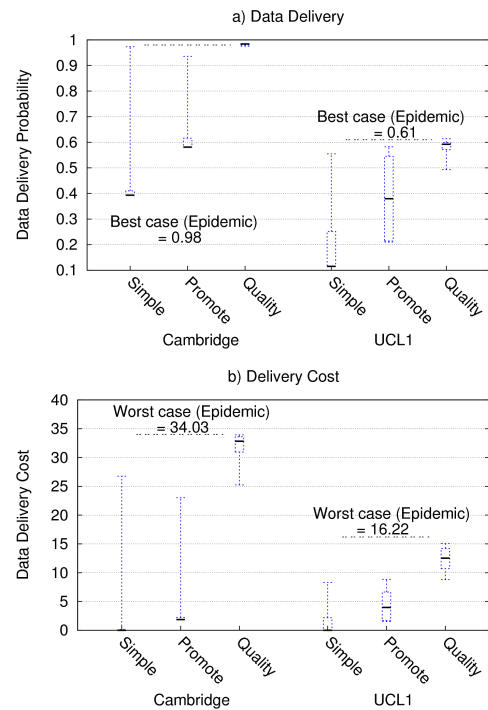 a) Data Delivery
Data Delivery Probability
1
0.9
0.8
0.7
0.6
0.5
0.4
0.3
0.2
0.1
Best case (Epidemic)
= 0.98
Best case (Epidemic)
= 0.61
Simple
Promote
Quality
Simple
Promote
Quality
Cambridge
UCL1
b) Delivery Cost
Data Delivery Cost
40
35
30
25
20
15
10
5
0
Worst case (Epidemic)
= 34.03
Worst case (Epidemic)
= 16.22
Simple
Promote
Quality
Simple
Promote
Quality
Cambridge
UCL1